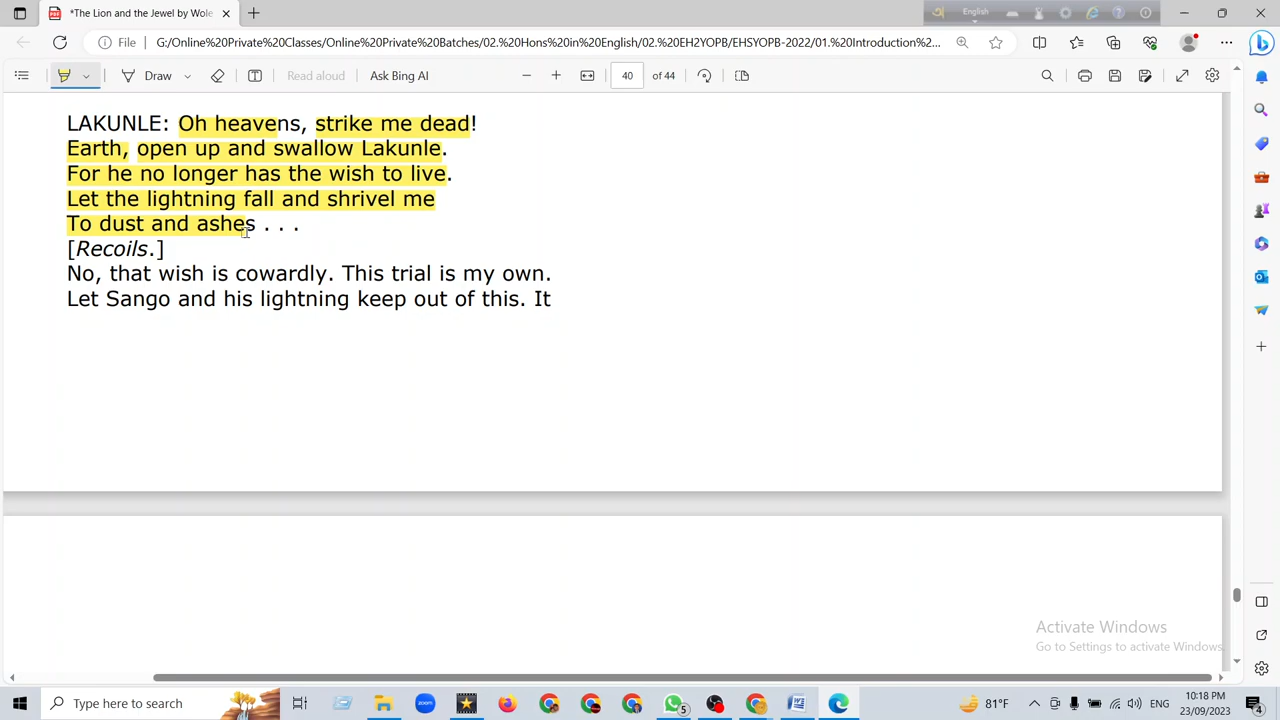 *The Lion and the Jewel by Wole
English
File
G:/Online%20Private%20Classes/Online%20Private%20Batches/02.%20Hons%20in%20English/02.%20EH2YOPB/EHSYOPB-2022/01.%20Introduction%2...
Draw
Read aloud
Ask Bing AI
40 of 44
LAKUNLE: Oh heavens, strike me dead!
Earth, open up and swallow Lakunle.
For he no longer has the wish to live.
Let the lightning fall and shrivel me
To dust and ashes . . .
[Recoils.]
No, that wish is cowardly. This trial is my own.
Let Sango and his lightning keep out of this. It
Activate Windows
Go to Settings to activate Windows.
Type here to search
5
81°F
ENG
10:18 PM
23/09/2023
4